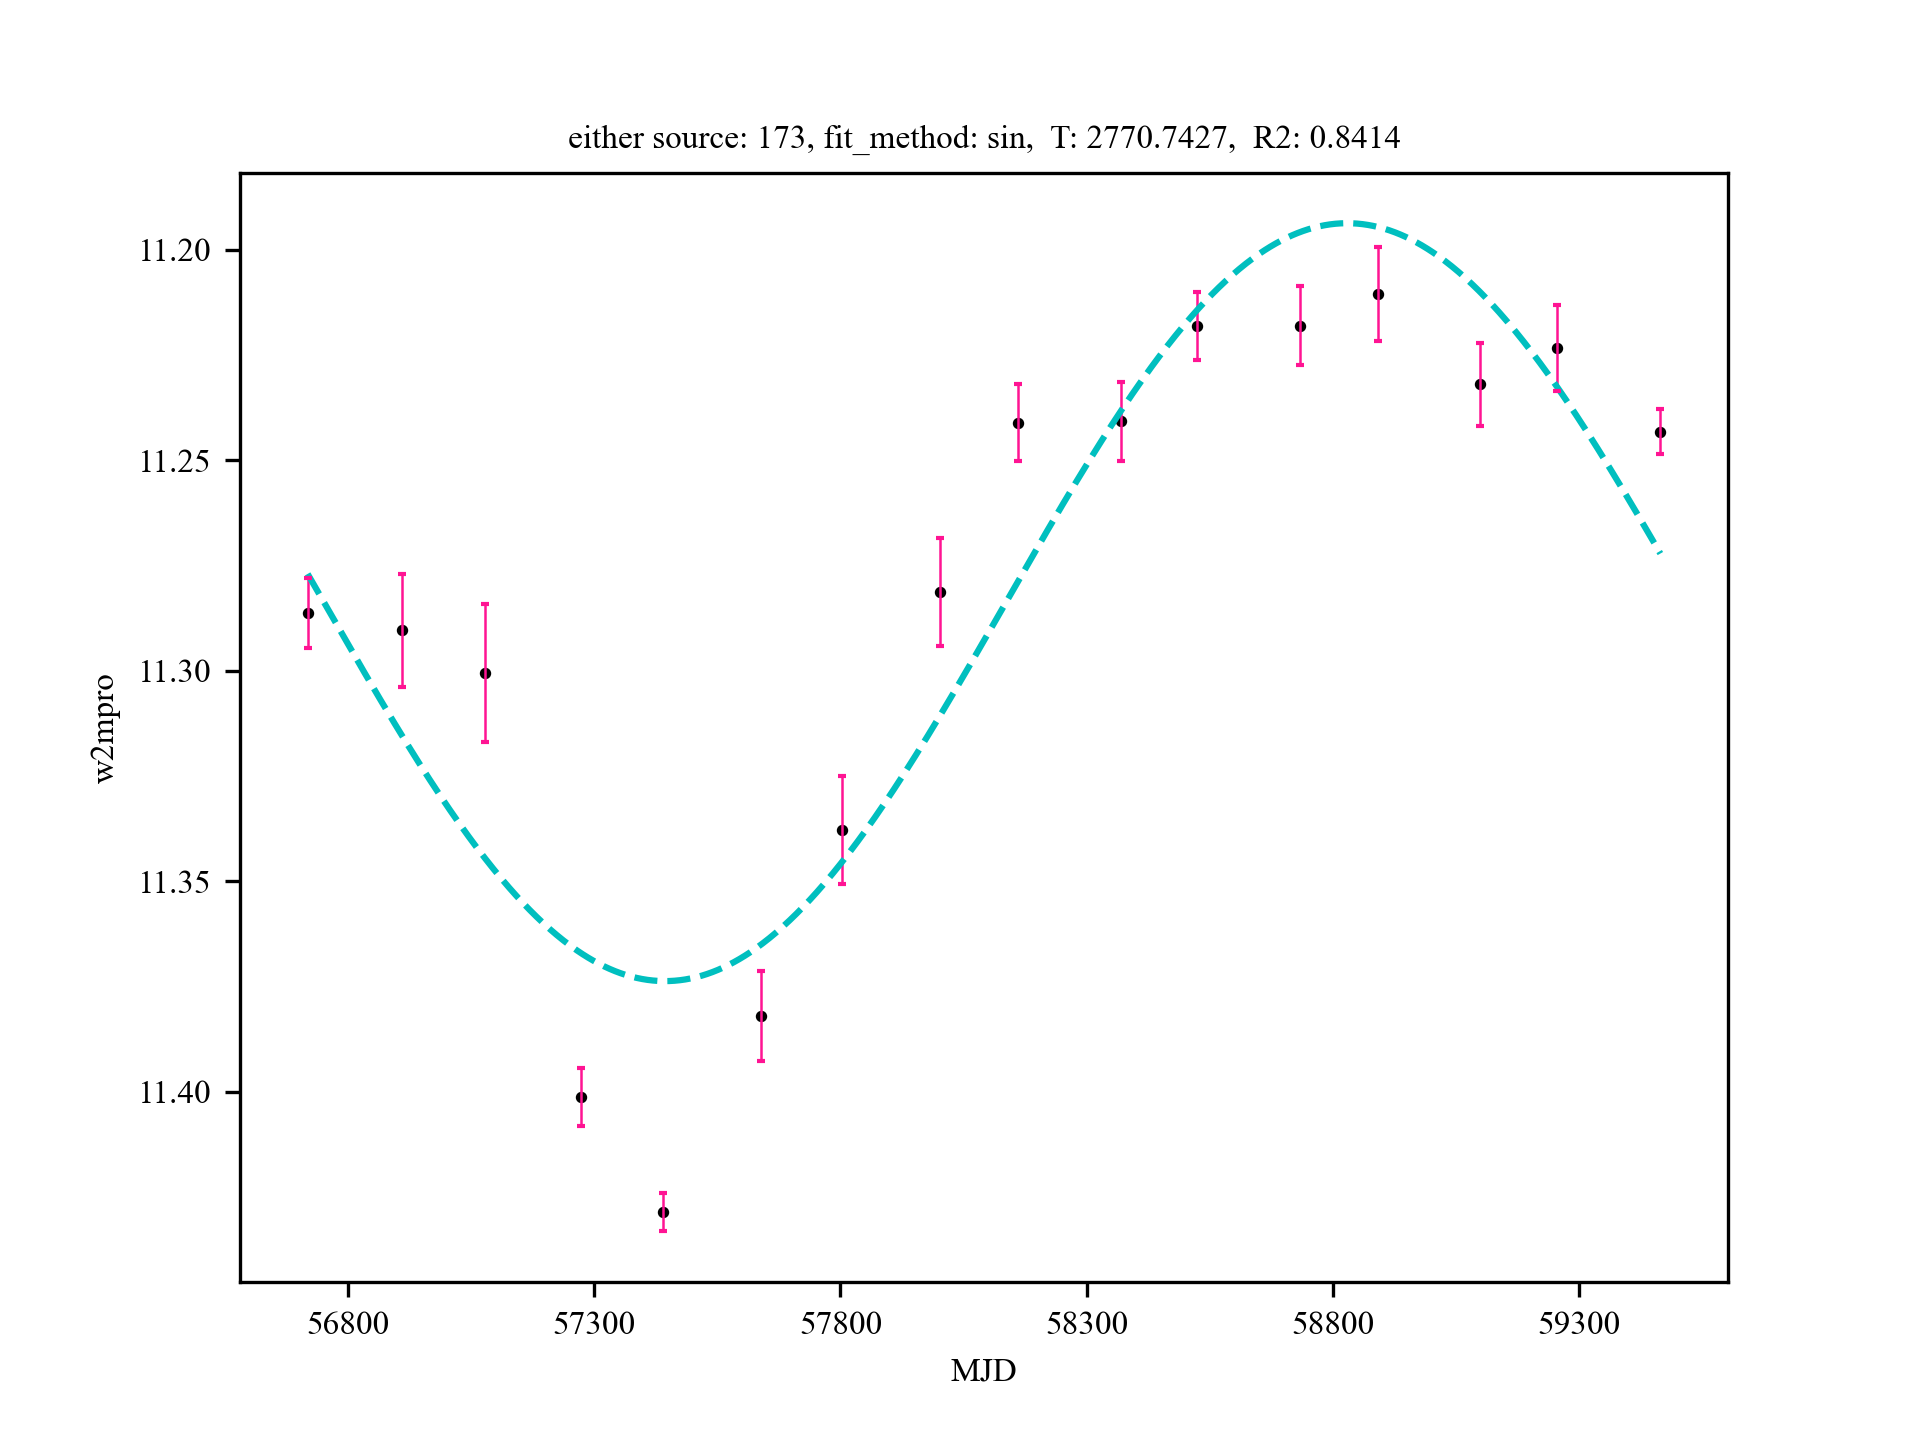 either source: 173, fit_method: sin,  T: 2770.7427,  R2: 0.8414
11.20
11.25
11.30
11.35
11.40
w2mpro
56800 57300 57800 58300 58800 59300
MJD